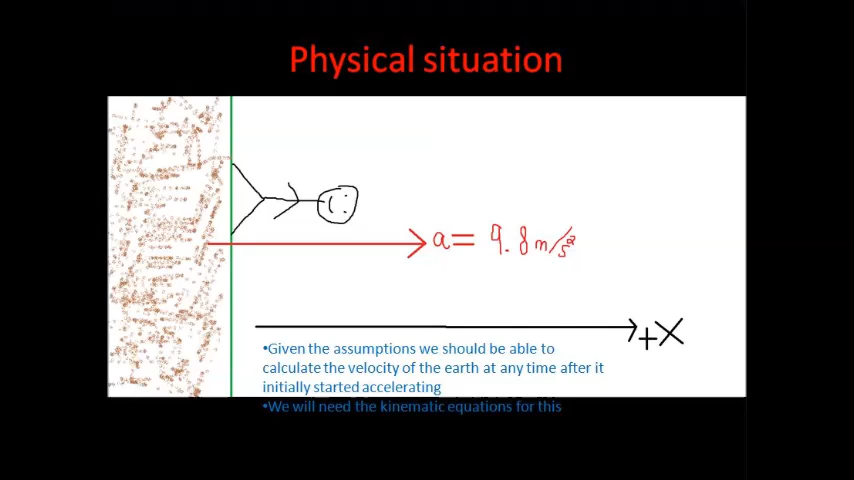 Physical situation
a = 9.8 m/s²
+X
•Given the assumptions we should be able to
calculate the velocity of the earth at any time after it
initially started accelerating
•We will need the kinematic equations for this